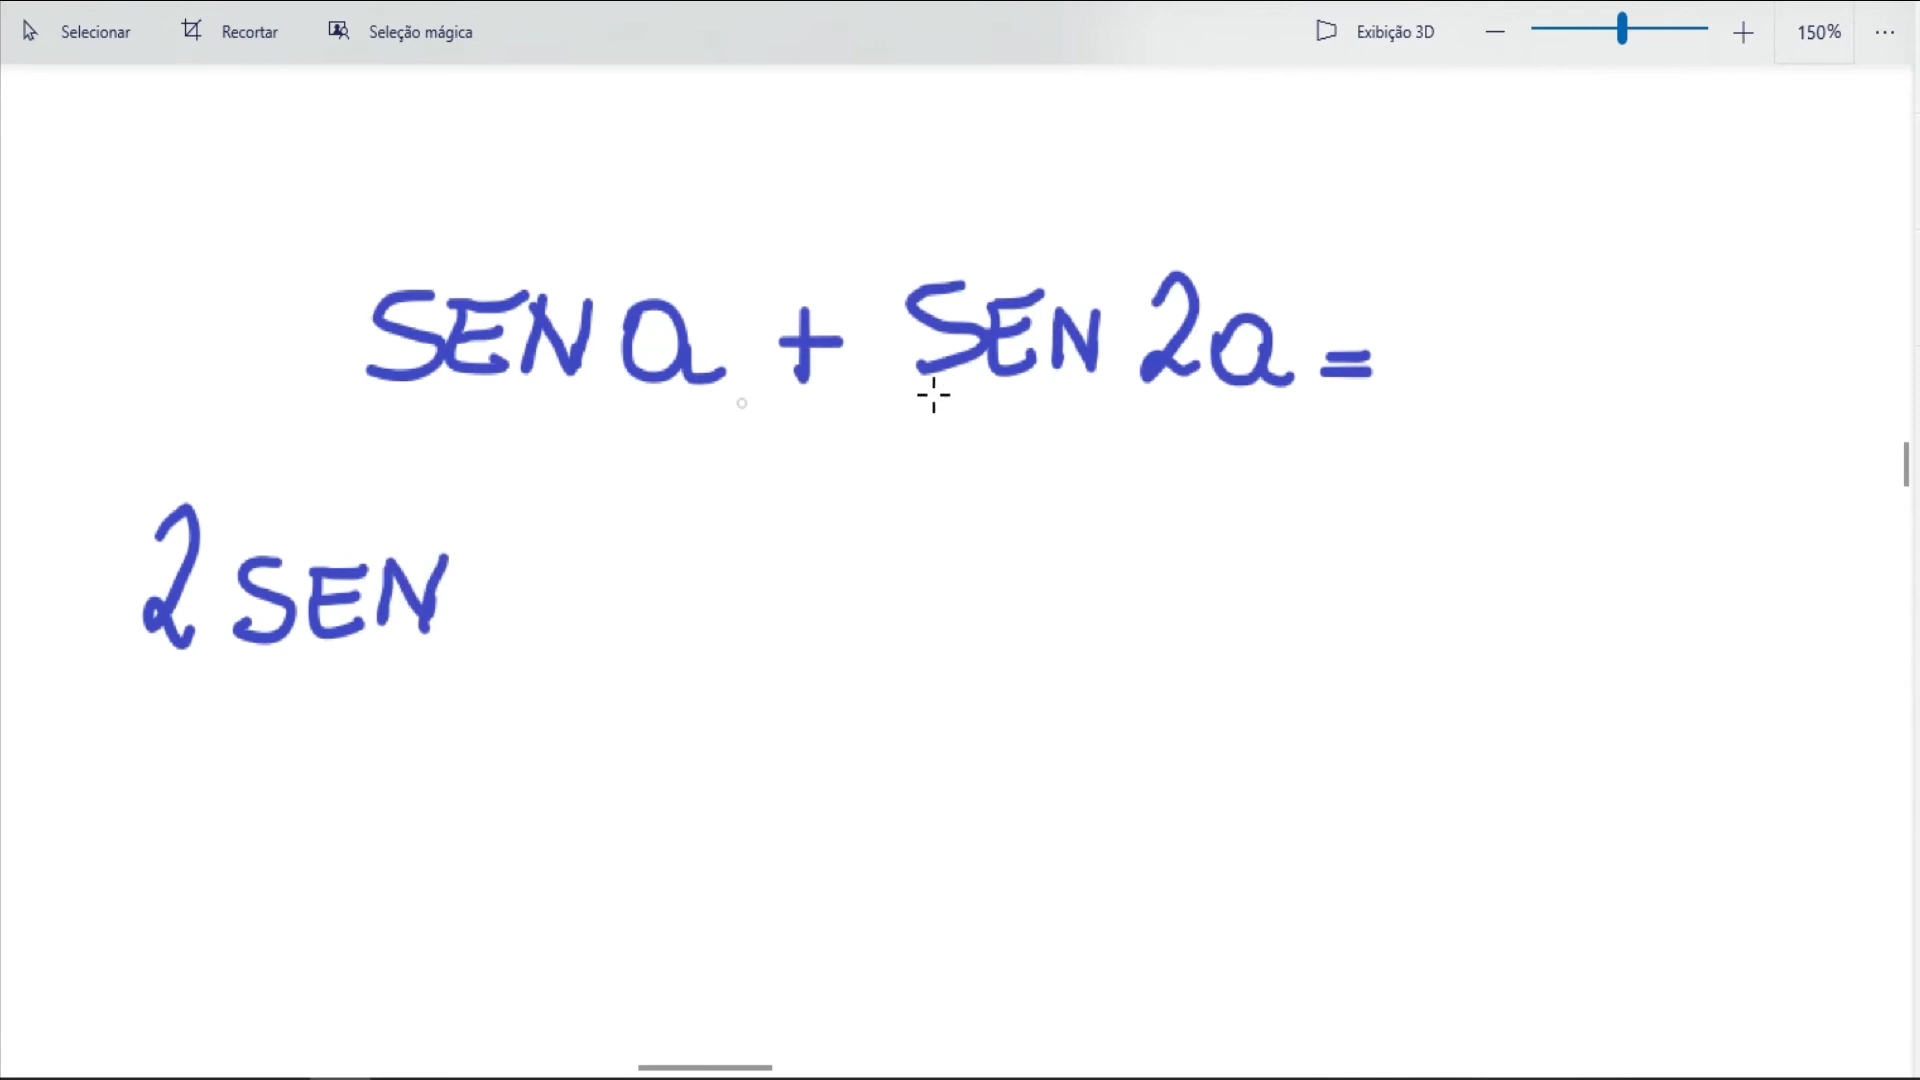 Selecionar Recortar Seleção mágica Exibição 3D 150%
SEN a + SEN 2a =
2 SEN